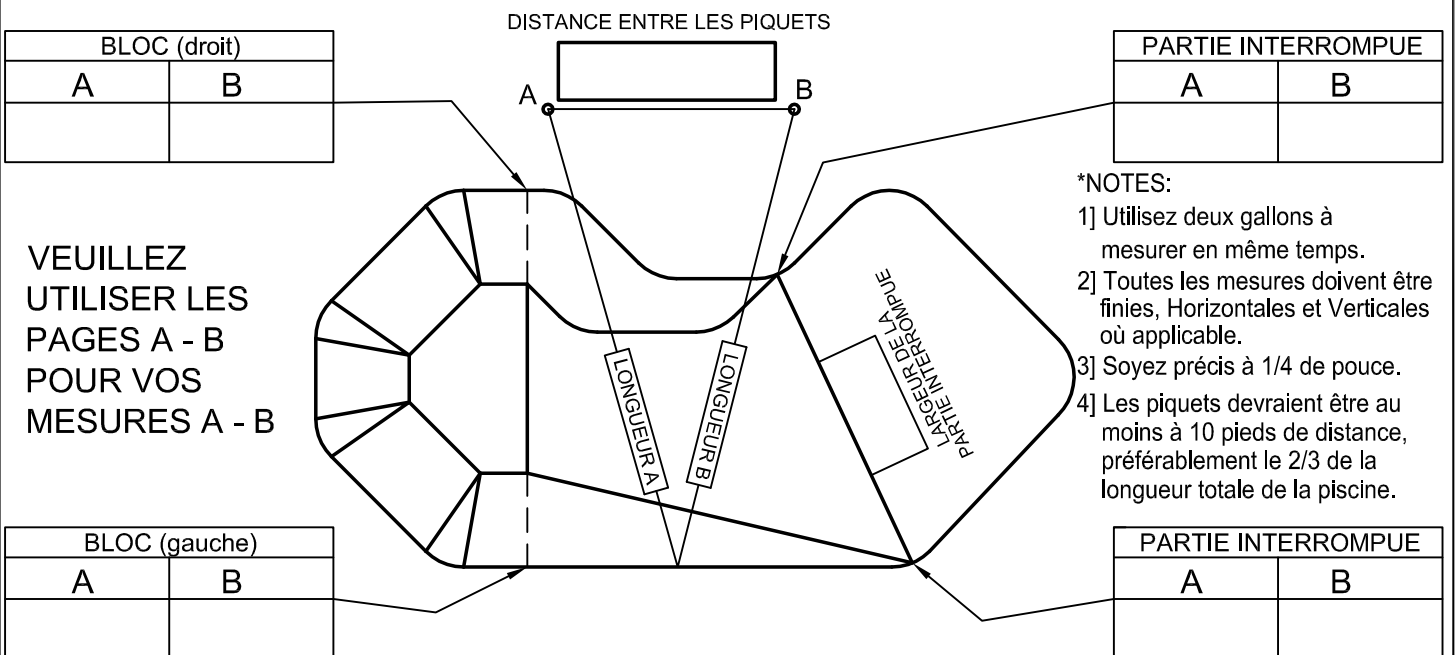 DISTANCE ENTRE LES PIQUETS
A
B
BLOC (droit)
A B
PARTIE INTERROMPUE
A B
VEUILLEZ
UTILISER LES
PAGES A - B
POUR VOS
MESURES A - B
LONGUEUR A
LONGUEUR B
LARGEUR DE LA
PARTIE INTERROMPUE
*NOTES:
1] Utilisez deux gallons à
mesurer en même temps.
2] Toutes les mesures doivent être
finies, Horizontales et Verticales
où applicable.
3] Soyez précis à 1/4 de pouce.
4] Les piquets devraient être au
moins à 10 pieds de distance,
préférablement le 2/3 de la
longueur totale de la piscine.
BLOC (gauche)
A B
PARTIE INTERROMPUE
A B